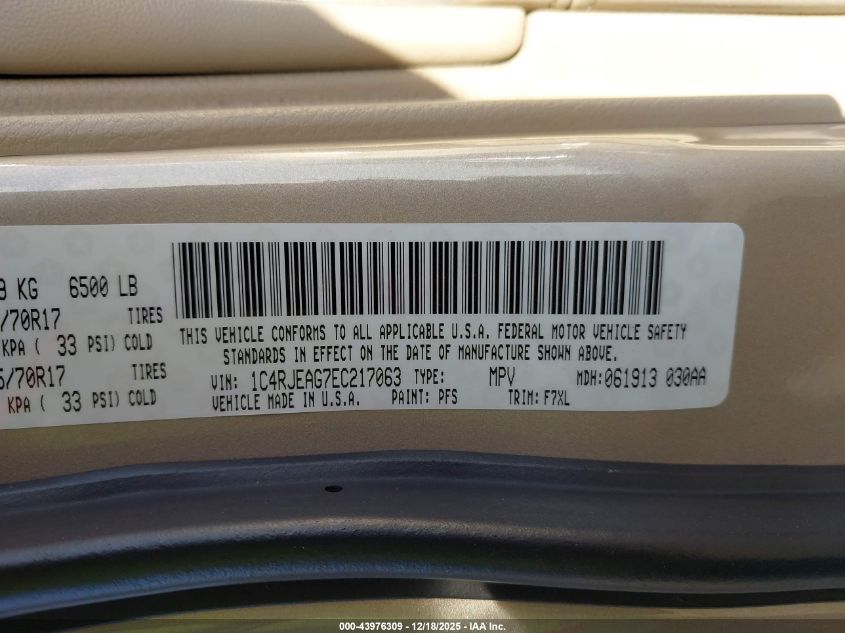 KG 6500 LB
/70R17 TIRES
KPA ( 33 PSI) COLD
/70R17 TIRES
KPA ( 33 PSI) COLD
THIS VEHICLE CONFORMS TO ALL APPLICABLE U.S.A. FEDERAL MOTOR VEHICLE SAFETY
STANDARDS IN EFFECT ON THE DATE OF MANUFACTURE SHOWN ABOVE.
VIN: 1C4RJEAG7EC217063 TYPE: MPV MDH:061913 030AA
VEHICLE MADE IN U.S.A. PAINT: PFS TRIM: F7XL
000-43976309 - 12/18/2025 - IAA Inc.